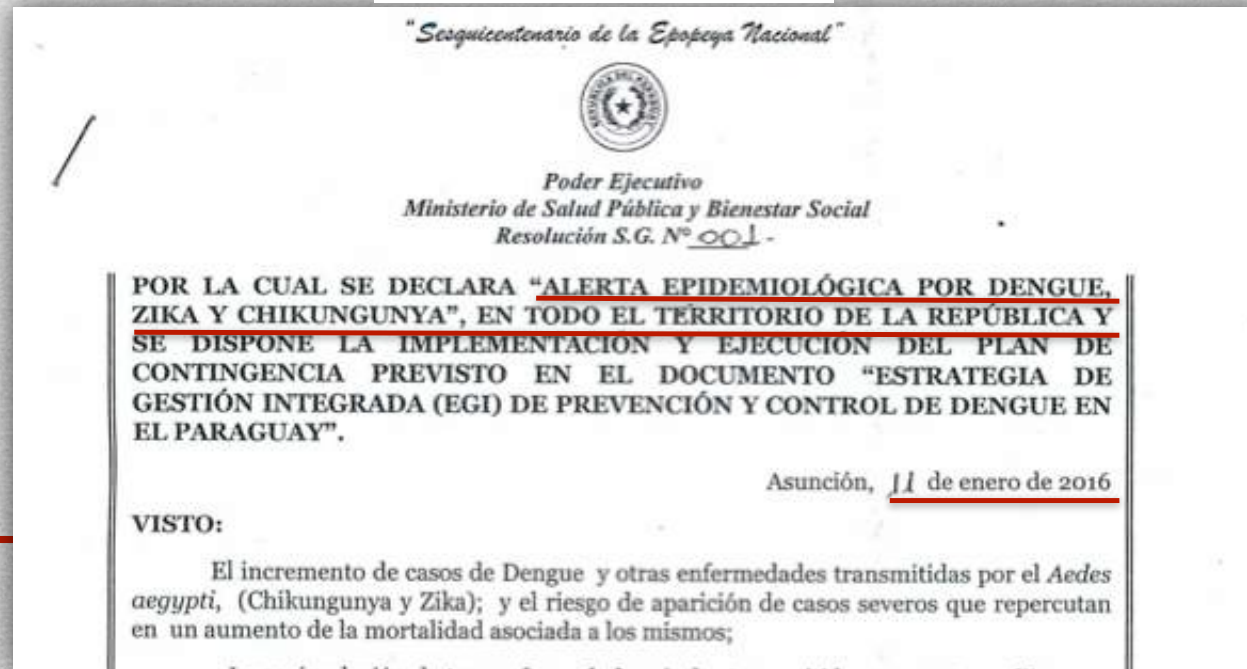 "Sesquicentenario de la Epopeya Nacional"
REPUBLICA DEL PARAGUAY
Poder Ejecutivo
Ministerio de Salud Pública y Bienestar Social
Resolución S.G. Nº 001-
POR LA CUAL SE DECLARA “ALERTA EPIDEMIOLÓGICA POR DENGUE,
ZIKA Y CHIKUNGUNYA”, EN TODO EL TERRITORIO DE LA REPÚBLICA Y
SE DISPONE LA IMPLEMENTACIÓN Y EJECUCIÓN DEL PLAN DE
CONTINGENCIA PREVISTO EN EL DOCUMENTO “ESTRATEGIA DE
GESTIÓN INTEGRADA (EGI) DE PREVENCIÓN Y CONTROL DE DENGUE EN
EL PARAGUAY”.
Asunción, 11 de enero de 2016
VISTO:
El incremento de casos de Dengue y otras enfermedades transmitidas por el Aedes
aegypti, (Chikungunya y Zika); y el riesgo de aparición de casos severos que repercutan
en un aumento de la mortalidad asociada a los mismos;